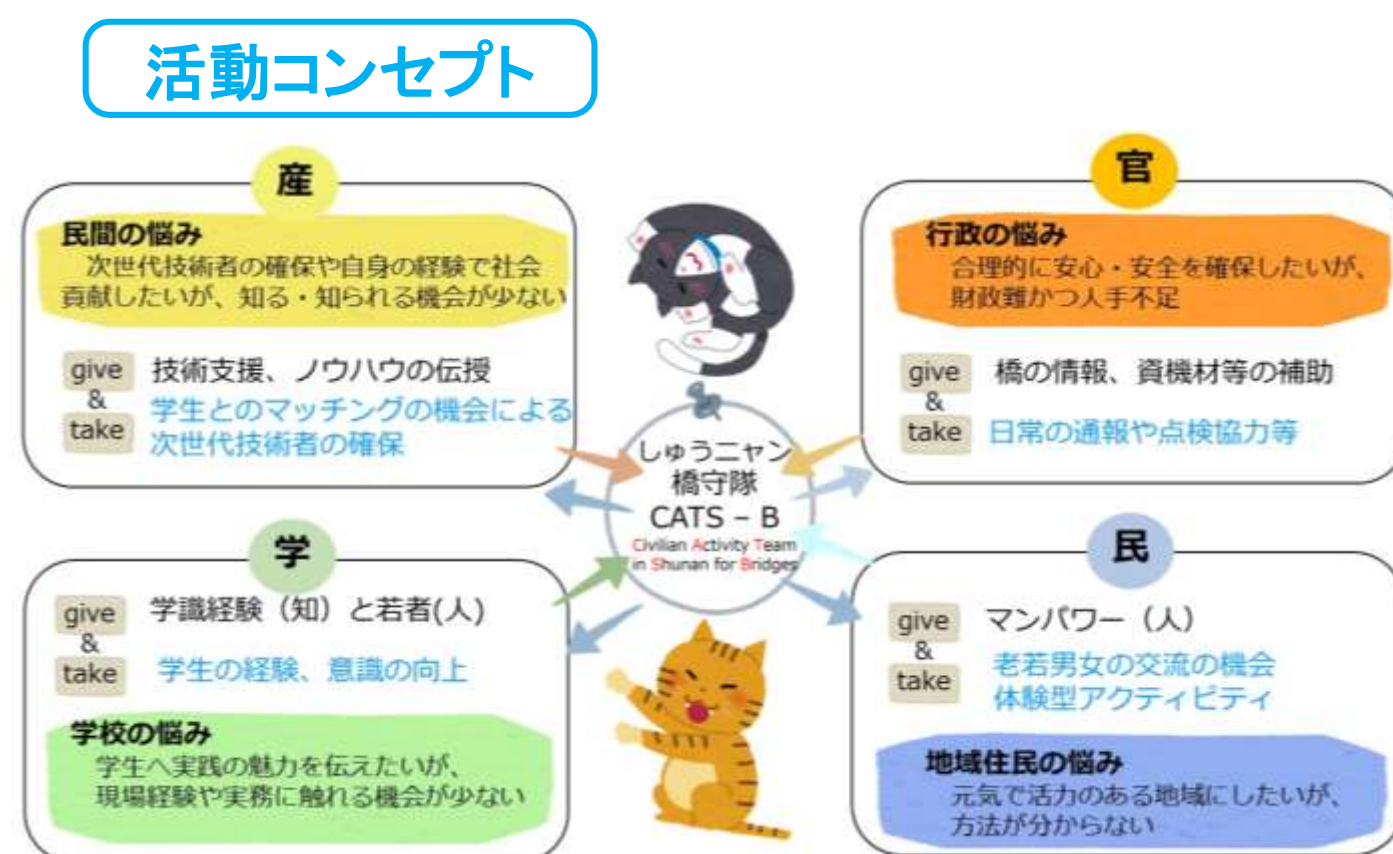 活動コンセプト
産
民間の悩み
次世代技術者の確保や自身の経験で社会
貢献したいが、知る・知られる機会が少ない
give
&
take
技術支援、ノウハウの伝授
学生とのマッチングの機会による
次世代技術者の確保
官
行政の悩み
合理的に安心・安全を確保したいが、
財政難かつ人手不足
give
&
take
橋の情報、資機材等の補助
日常の通報や点検協力等
しゅうニャン
橋守隊
CATS – B
Civilian Activity Team
in Shunan for Bridges
学
give
&
take
学識経験（知）と若者(人)
学生の経験、意識の向上
学校の悩み
学生へ実践の魅力を伝えたいが、
現場経験や実務に触れる機会が少ない
民
give
&
take
マンパワー（人）
老若男女の交流の機会
体験型アクティビティ
地域住民の悩み
元気で活力のある地域にしたいが、
方法が分からない